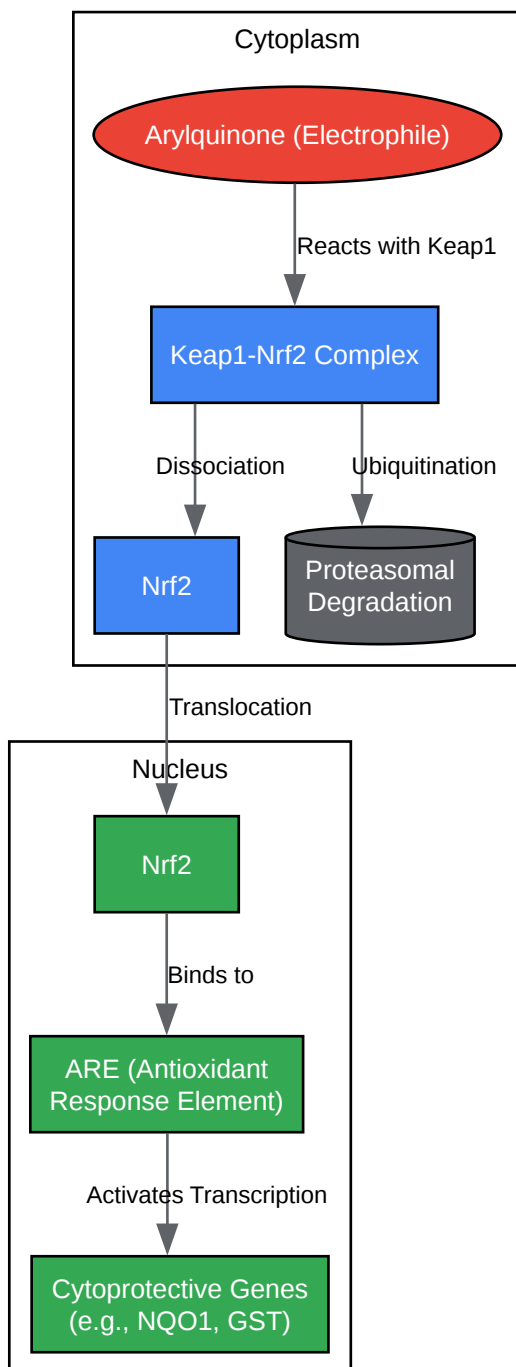 Cytoplasm
Arylquinone (Electrophile)
Reacts with Keap1
Keap1-Nrf2 Complex
Dissociation
Ubiquitination
Nrf2
Proteasomal
Degradation
Translocation
Nucleus
Nrf2
Binds to
ARE (Antioxidant
Response Element)
Activates Transcription
Cytoprotective Genes
(e.g., NQO1, GST)